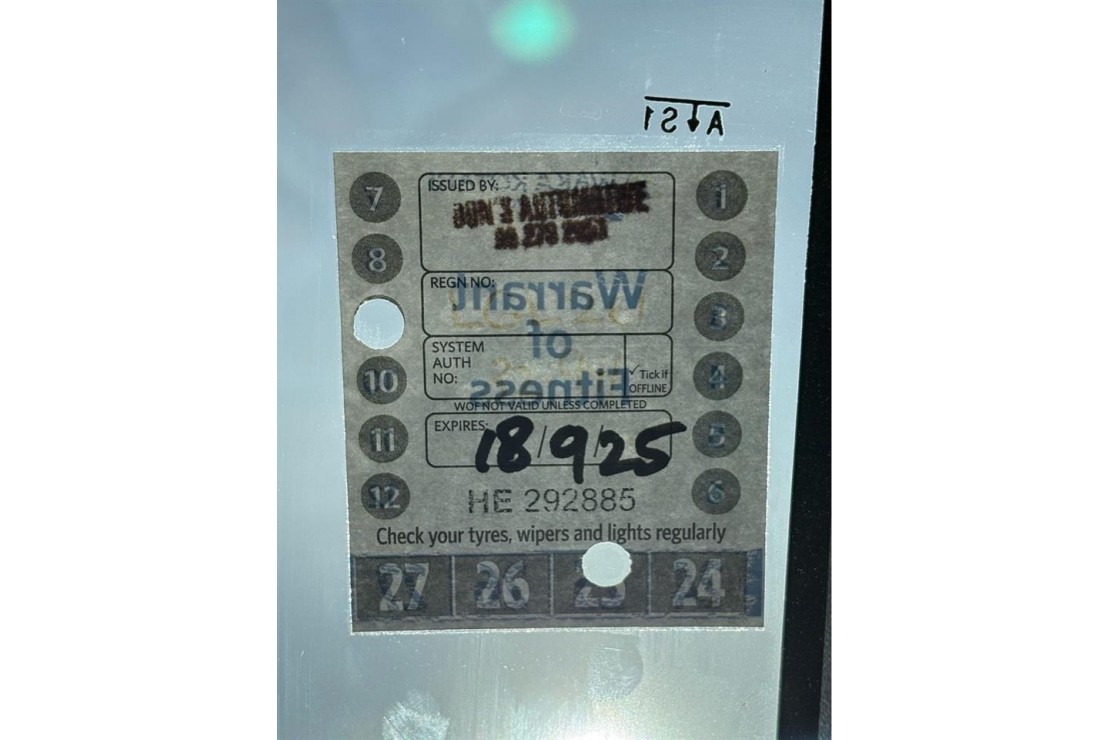 AS1
7
8
10
11
12
ISSUED BY:
REGN NO:
SYSTEM
AUTH
NO:
✓ Tick if
OFFLINE
WOF NOT VALID UNLESS COMPLETED
EXPIRES: 18/9/25
HE 292885
1
2
3
4
5
6
Warrant
of
Fitness
Check your tyres, wipers and lights regularly
27 26 25 24